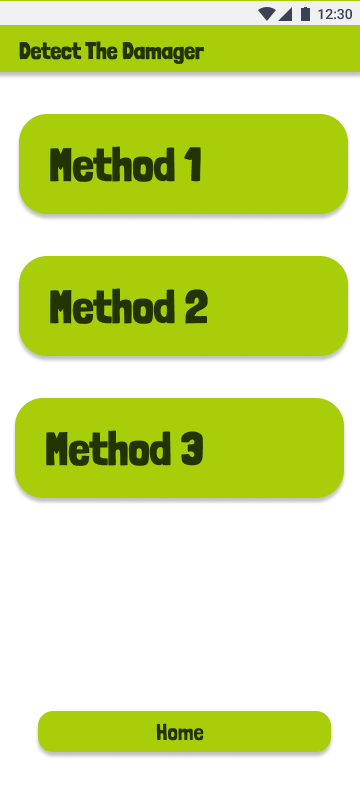 12:30
Detect The Damager
Method 1
Method 2
Method 3
Home